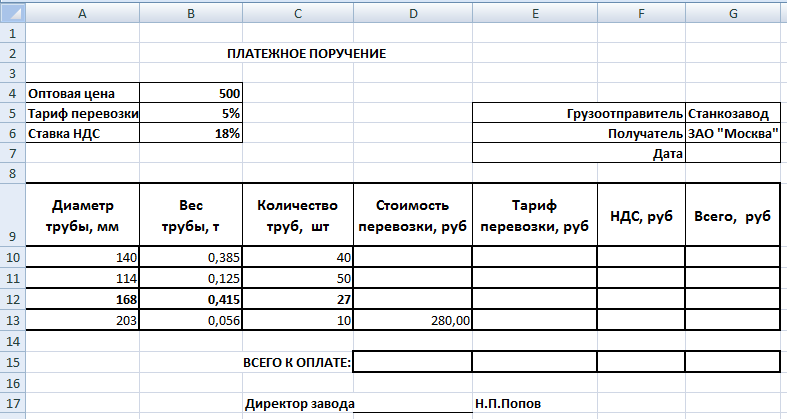 A B C D E F G
1
2 ПЛАТЕЖНОЕ ПОРУЧЕНИЕ
3
4 Оптовая цена 500
5 Тариф перевозки 5% Грузоотправитель Станкозавод
6 Ставка НДС 18% Получатель ЗАО "Москва"
7 Дата
8
Диаметр Вес Количество Стоимость Тариф НДС, руб Всего, руб
9 трубы, мм трубы, т труб, шт перевозки, руб перевозки, руб
10 140 0,385 40
11 114 0,125 50
12 168 0,415 27
13 203 0,056 10 280,00
14
15 ВСЕГО К ОПЛАТЕ:
16
17 Директор завода Н.П.Попов